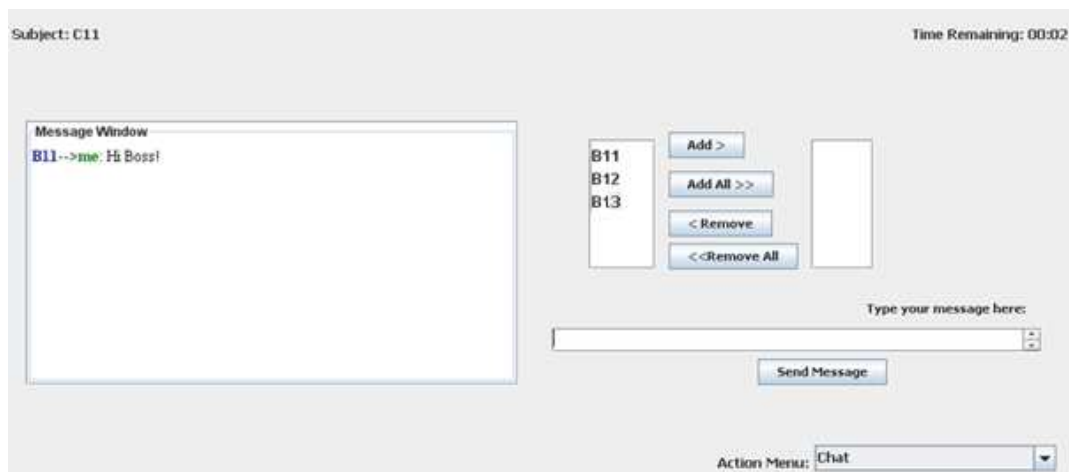 Subject: C11
Time Remaining: 00:02
Message Window
B11-->me: Hi Boss!
B11
B12
B13
Add >
Add All >>
< Remove
<<Remove All
Type your message here:
Send Message
Action Menu: Chat